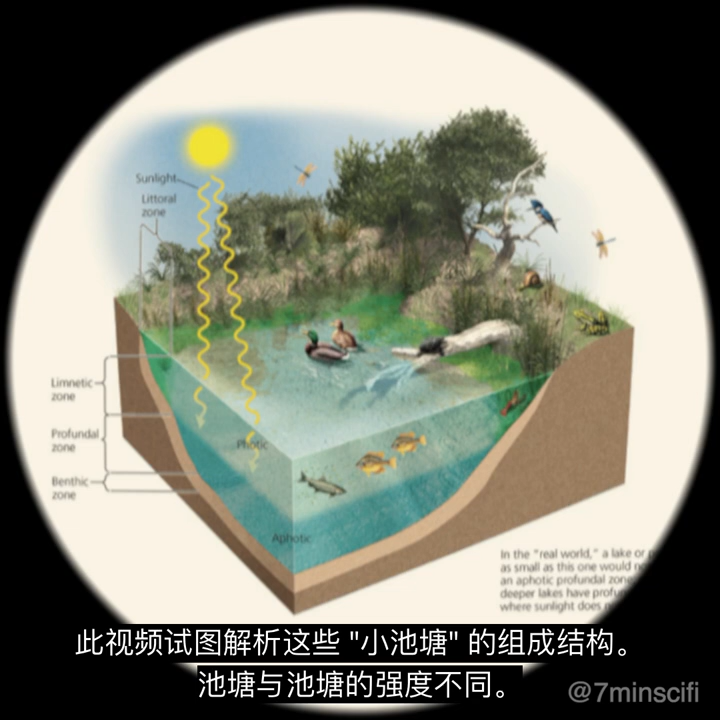 Sunlight
Littoral
zone
Limnetic
zone
Profundal
zone
Benthic
zone
Photic
Aphotic
In the "real world," a lake or
as small as this one would
an aphotic profundal zone
deeper lakes have
where sunlight does
此视频试图解析这些 "小池塘" 的组成结构。
池塘与池塘的强度不同。
@7minscifi